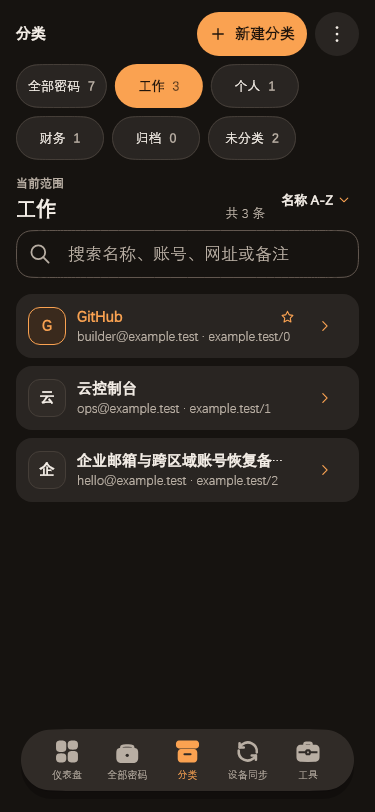 分类
新建分类
全部密码 7
工作 3
个人 1
财务 1
归档 0
未分类 2
当前范围
工作
共 3 条
名称 A-Z
搜索名称、账号、网址或备注
G
GitHub
builder@example.test · example.test/0
云
云控制台
ops@example.test · example.test/1
企
企业邮箱与跨区域账号恢复备…
hello@example.test · example.test/2
仪表盘
全部密码
分类
设备同步
工具